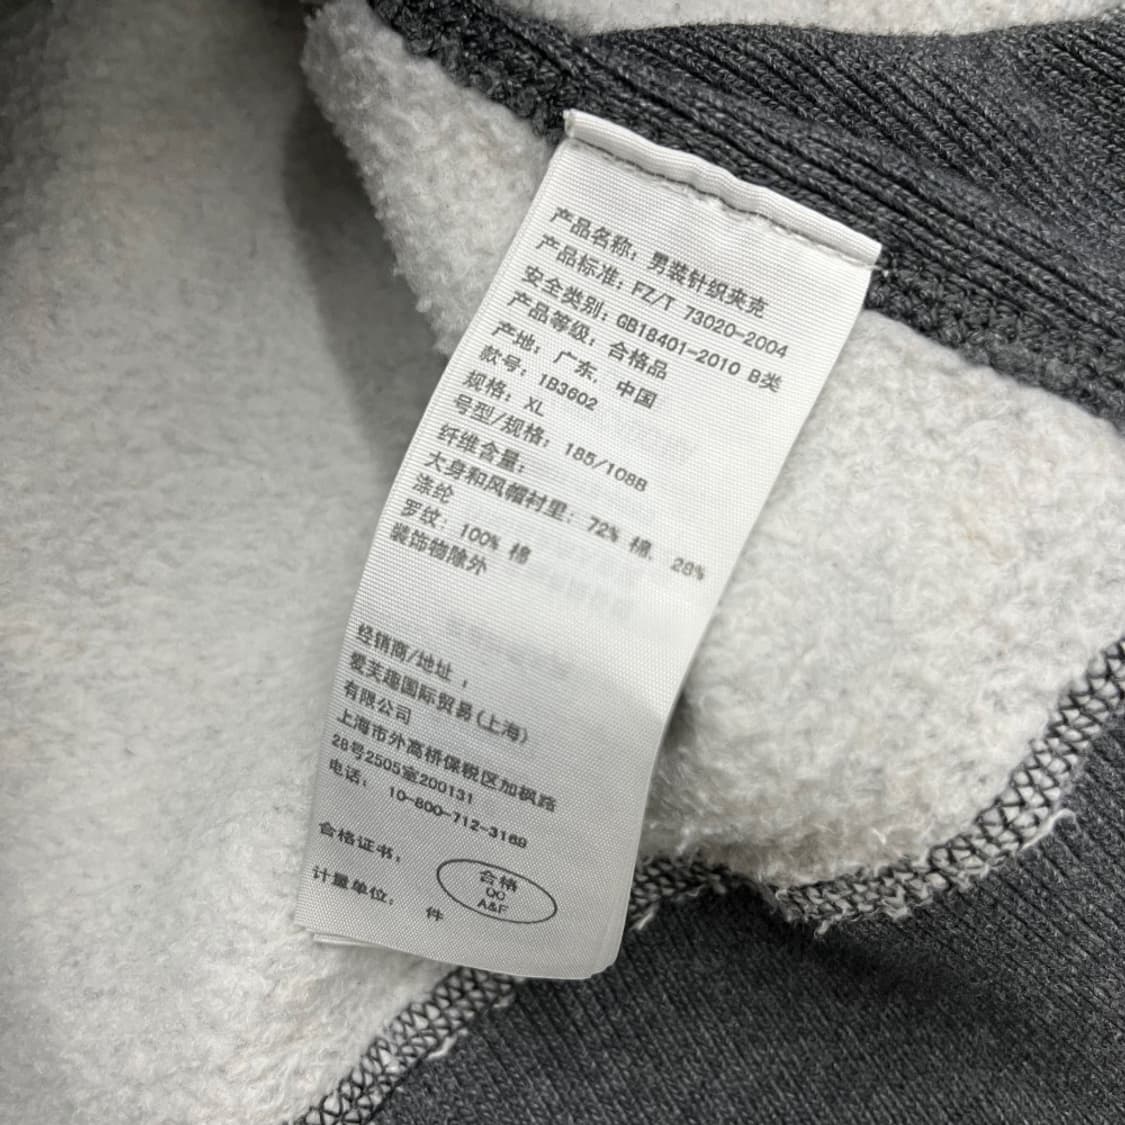 产品名称：男装针织夹克
产品标准：FZ/T 73020-2004
安全类别：GB18401-2010 B类
产品等级：合格品
产地：广东，中国
款号：1B3602
规格：XL
号型/规格：185/108B
纤维含量：
大身和风帽衬里：72% 棉、28%
涤纶
罗纹：100% 棉
装饰物除外
经销商/地址，
爱芙趣国际贸易(上海)
有限公司
上海市外高桥保税区加枫路
28号2505室200131
电话：10-800-712-3169
合格证书：
合格
QC
A&F
计量单位：件